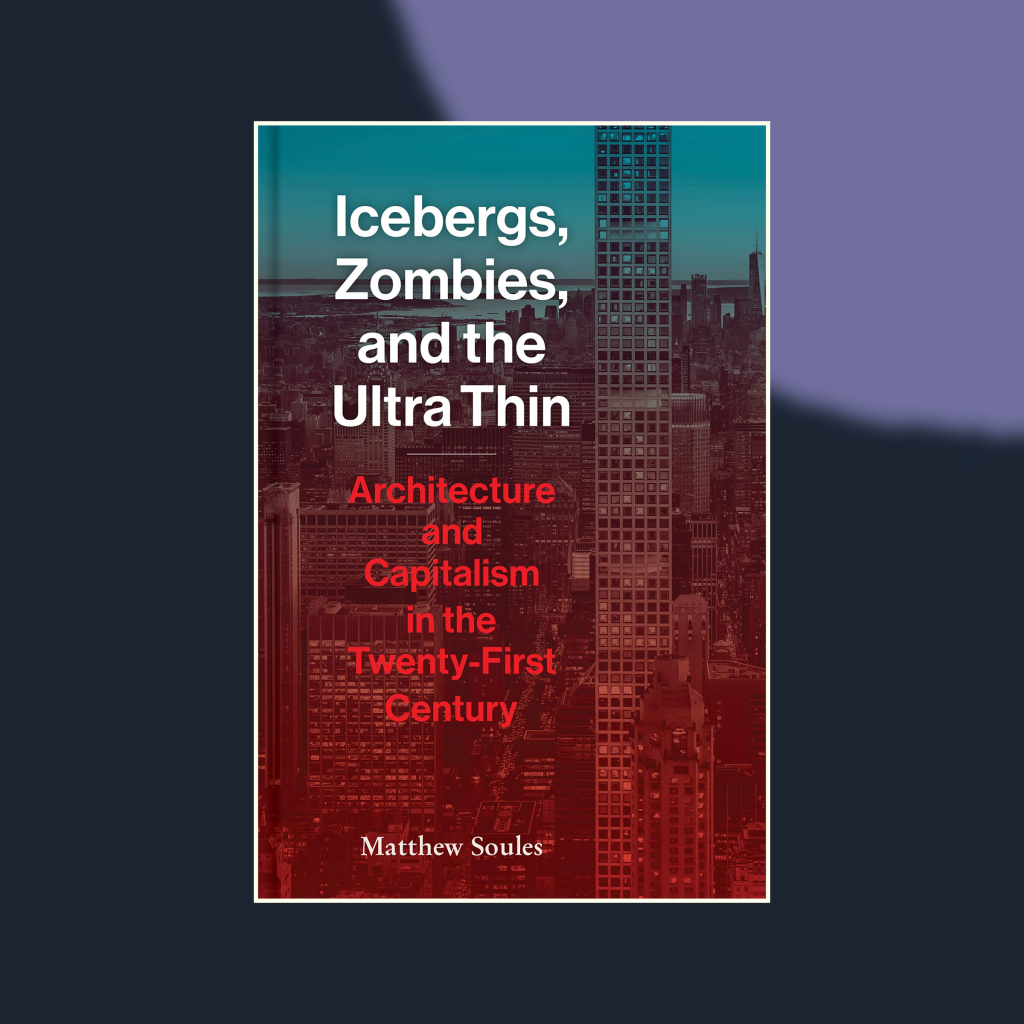 Icebergs,
Zombies,
and the
Ultra Thin
Architecture
and
Capitalism
in the
Twenty-First
Century
Matthew Soules